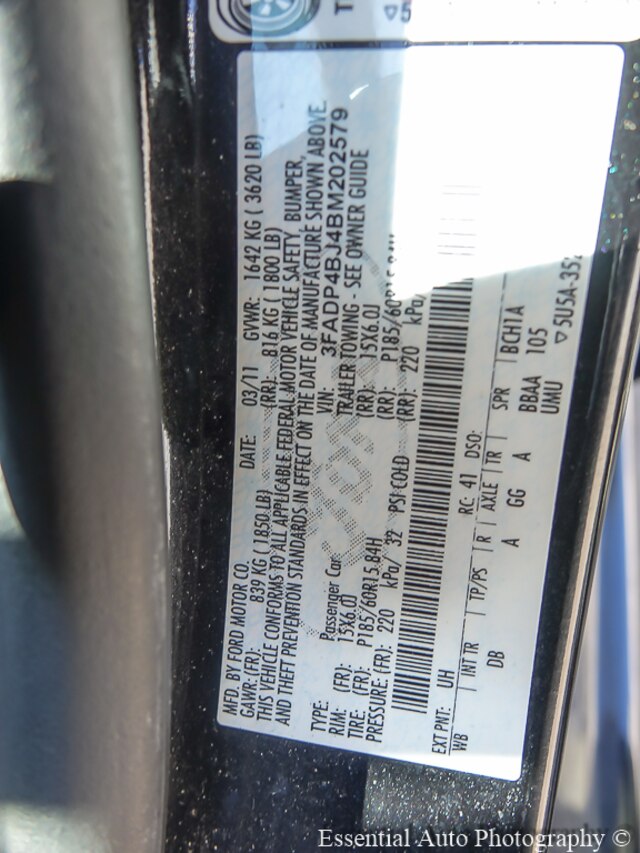 MFD. BY FORD MOTOR CO. DATE: 03/11 GVWR: 1642 KG ( 3620 LB)
GAWR: (FR): 839 KG ( 1850 LB) (RR): 816 KG ( 1800 LB)
THIS VEHICLE CONFORMS TO ALL APPLICABLE FEDERAL MOTOR VEHICLE SAFETY, BUMPER,
AND THEFT PREVENTION STANDARDS IN EFFECT ON THE DATE OF MANUFACTURE SHOWN ABOVE.
VIN: 3FADP4BJ4BM202579
TYPE: Passenger Car TRAILER TOWING - SEE OWNER GUIDE
RIM: (FR): 15X6.0J (RR): 15X6.0J
TIRE: (FR): P185/60R15 84H (RR): P185/60R15
PRESSURE: (FR): 220 kPa/ 32 PSI COLD (RR): 220 kPa/
EXT PNT: UH RC: 41 DSO:
WB INT TR TP/PS R AXLE TR SPR BCH1A
DB A GG A BBAA 105
UMU
5USA-35
Essential Auto Photography ©